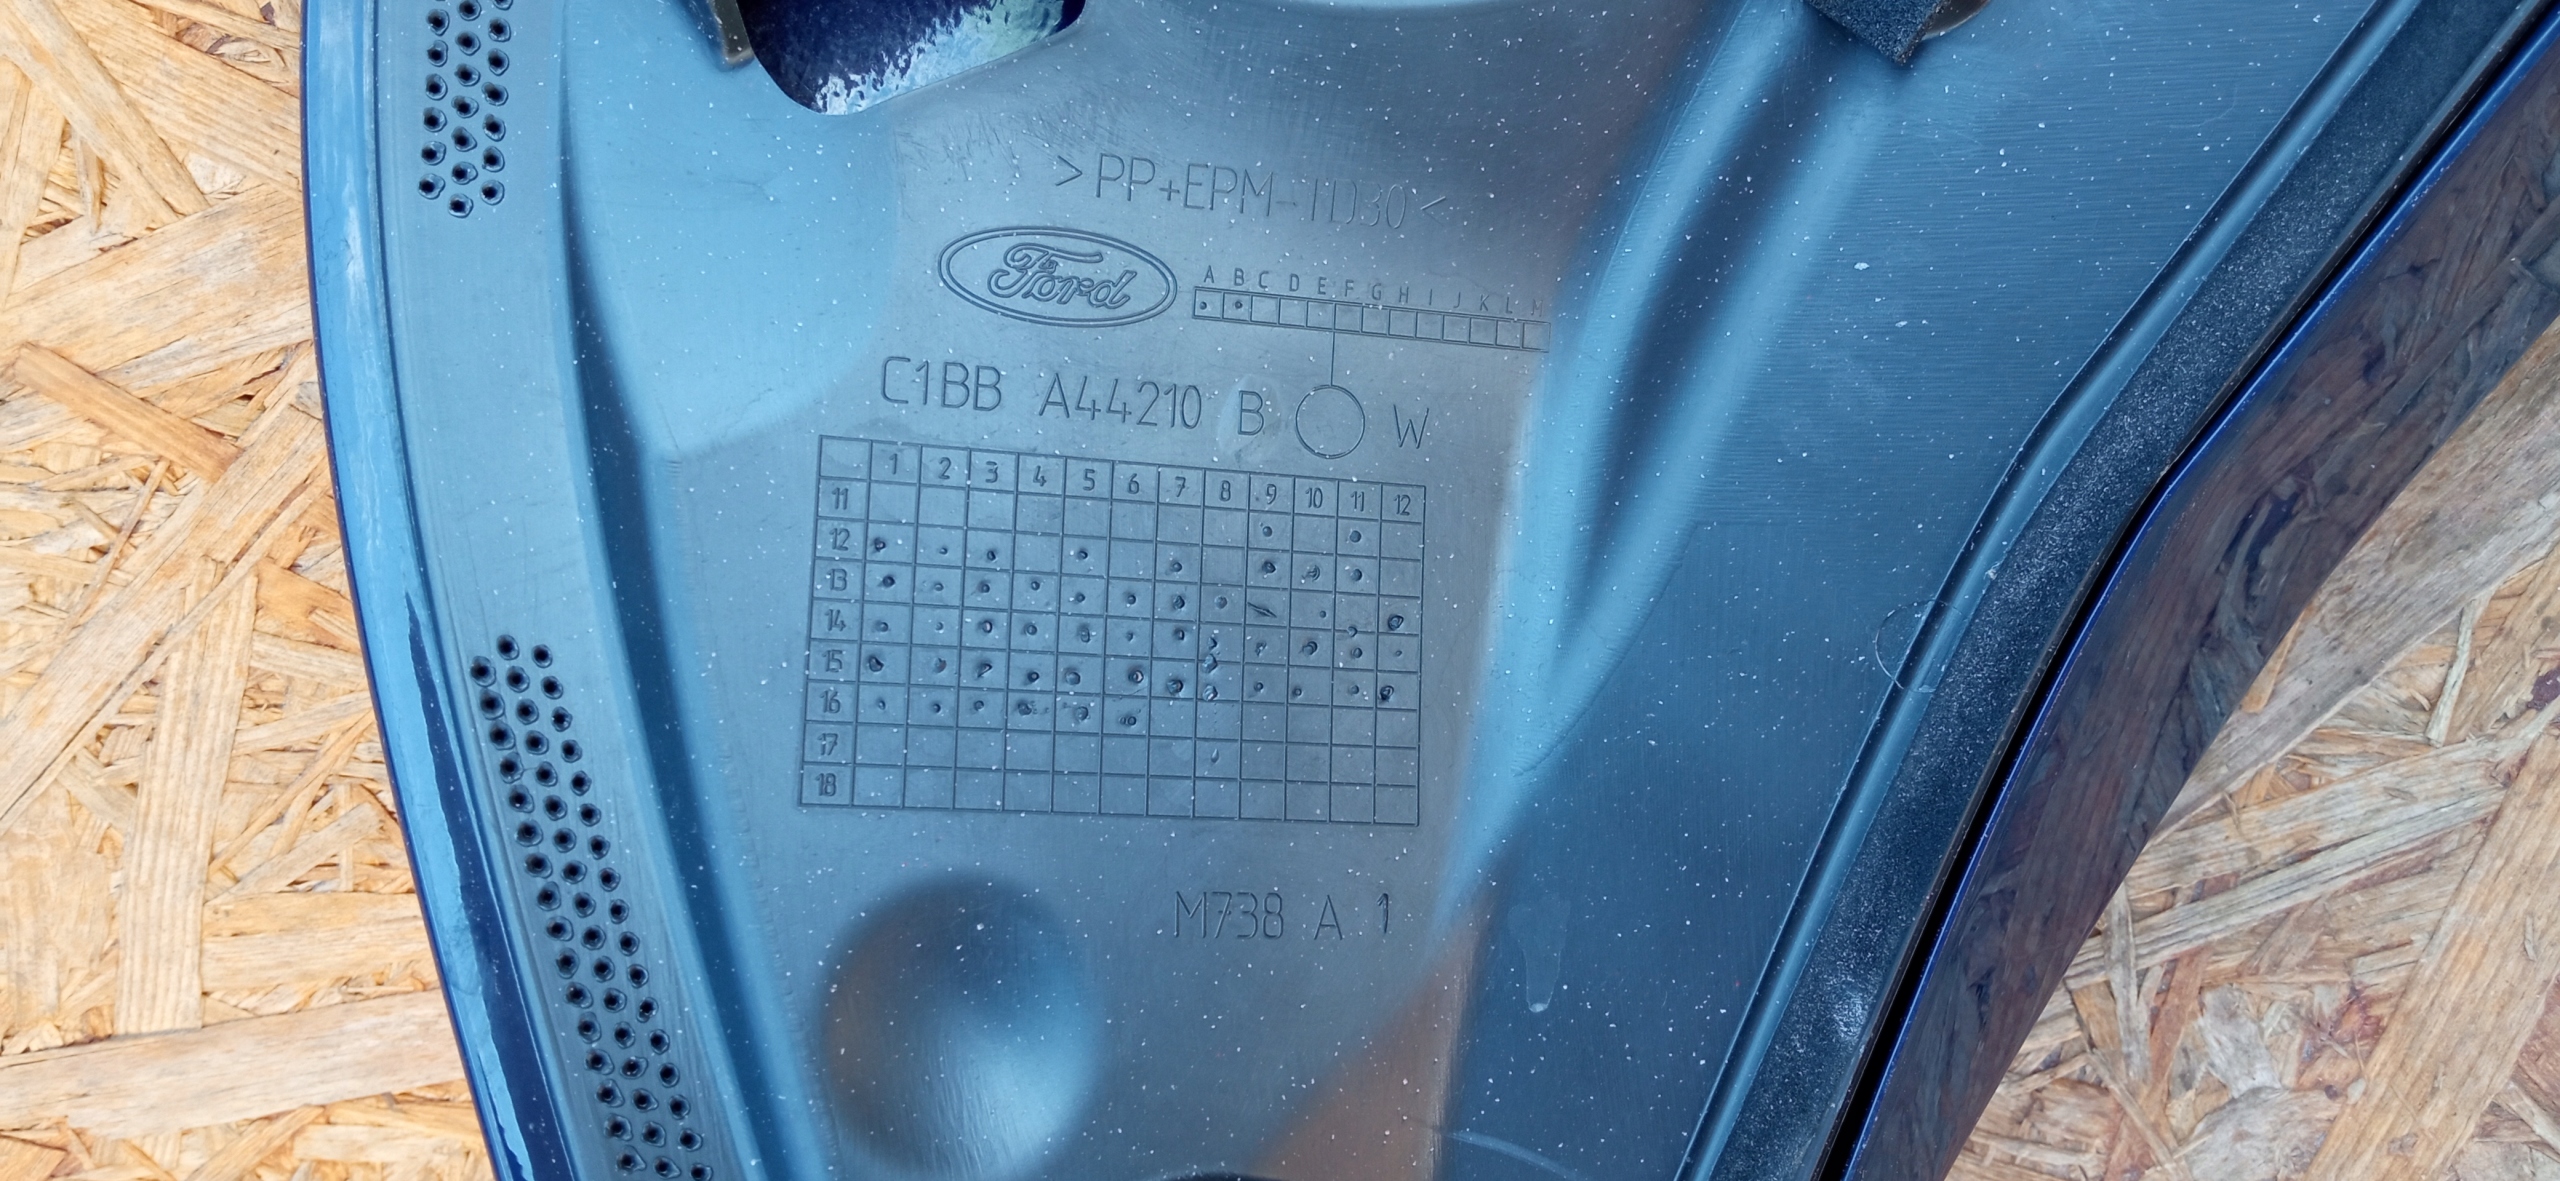 >PP+EPM-TD30<
Ford
A B C D E F G H I J K L M
C1BB A44210 B W
1 2 3 4 5 6 7 8 9 10 11 12
11
12
13
14
15
16
17
18
M738 A 1